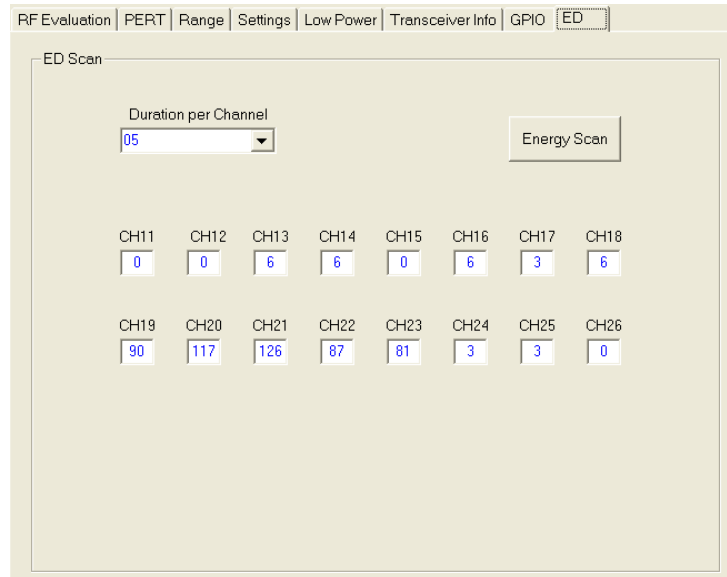 RF Evaluation PERT Range Settings Low Power Transceiver Info GPIO ED
ED Scan
Duration per Channel
05
Energy Scan
CH11 CH12 CH13 CH14 CH15 CH16 CH17 CH18
0 0 6 6 0 6 3 6
CH19 CH20 CH21 CH22 CH23 CH24 CH25 CH26
90 117 126 87 81 3 3 0